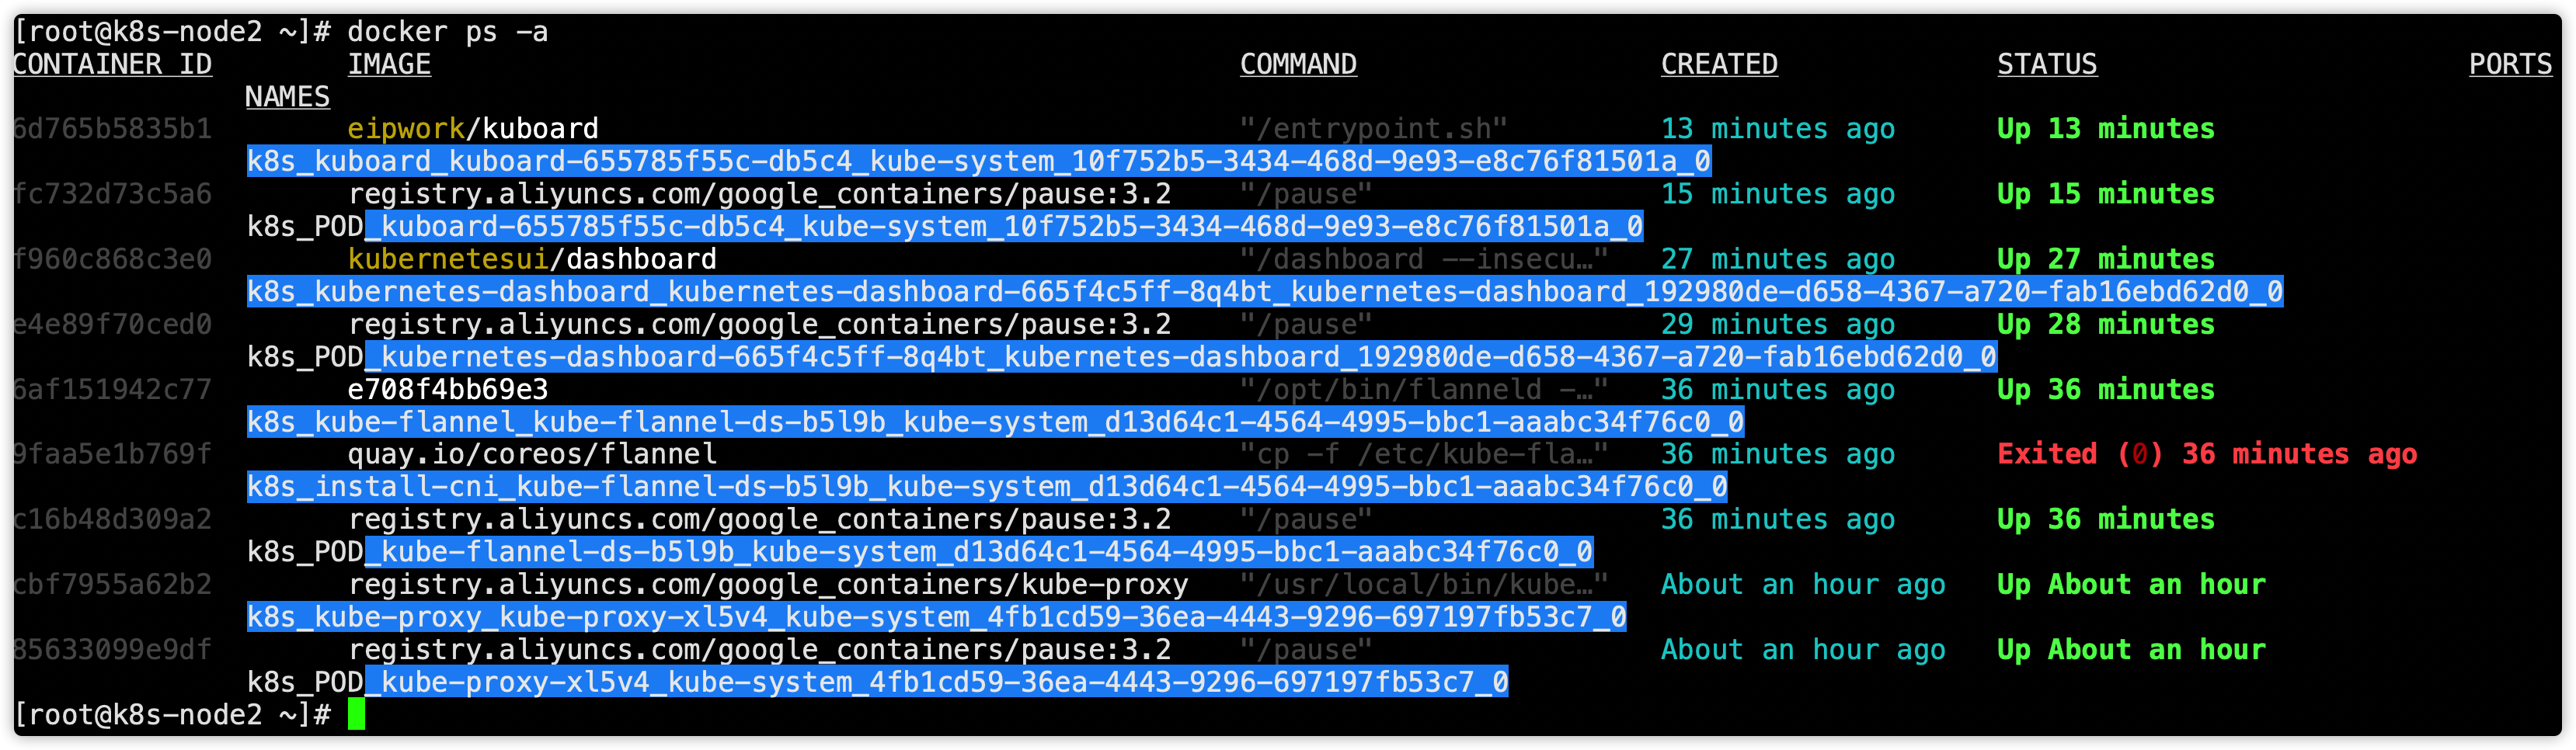 [root@k8s-node2 ~]# docker ps -a
CONTAINER ID IMAGE COMMAND CREATED STATUS PORTS
NAMES
6d765b5835b1 eipwork/kuboard "/entrypoint.sh" 13 minutes ago Up 13 minutes
k8s_kuboard_kuboard-655785f55c-db5c4_kube-system_10f752b5-3434-468d-9e93-e8c76f81501a_0
fc732d73c5a6 registry.aliyuncs.com/google_containers/pause:3.2 "/pause" 15 minutes ago Up 15 minutes
k8s_POD_kuboard-655785f55c-db5c4_kube-system_10f752b5-3434-468d-9e93-e8c76f81501a_0
f960c868c3e0 kubernetesui/dashboard "/dashboard --insecu…" 27 minutes ago Up 27 minutes
k8s_kubernetes-dashboard_kubernetes-dashboard-665f4c5ff-8q4bt_kubernetes-dashboard_192980de-d658-4367-a720-fab16ebd62d0_0
e4e89f70ced0 registry.aliyuncs.com/google_containers/pause:3.2 "/pause" 29 minutes ago Up 28 minutes
k8s_POD_kubernetes-dashboard-665f4c5ff-8q4bt_kubernetes-dashboard_192980de-d658-4367-a720-fab16ebd62d0_0
6af151942c77 e708f4bb69e3 "/opt/bin/flanneld -…" 36 minutes ago Up 36 minutes
k8s_kube-flannel_kube-flannel-ds-b5l9b_kube-system_d13d64c1-4564-4995-bbc1-aaabc34f76c0_0
9faa5e1b769f quay.io/coreos/flannel "cp -f /etc/kube-fla…" 36 minutes ago Exited (0) 36 minutes ago
k8s_install-cni_kube-flannel-ds-b5l9b_kube-system_d13d64c1-4564-4995-bbc1-aaabc34f76c0_0
c16b48d309a2 registry.aliyuncs.com/google_containers/pause:3.2 "/pause" 36 minutes ago Up 36 minutes
k8s_POD_kube-flannel-ds-b5l9b_kube-system_d13d64c1-4564-4995-bbc1-aaabc34f76c0_0
cbf7955a62b2 registry.aliyuncs.com/google_containers/kube-proxy "/usr/local/bin/kube…" About an hour ago Up About an hour
k8s_kube-proxy_kube-proxy-xl5v4_kube-system_4fb1cd59-36ea-4443-9296-697197fb53c7_0
85633099e9df registry.aliyuncs.com/google_containers/pause:3.2 "/pause" About an hour ago Up About an hour
k8s_POD_kube-proxy-xl5v4_kube-system_4fb1cd59-36ea-4443-9296-697197fb53c7_0
[root@k8s-node2 ~]#